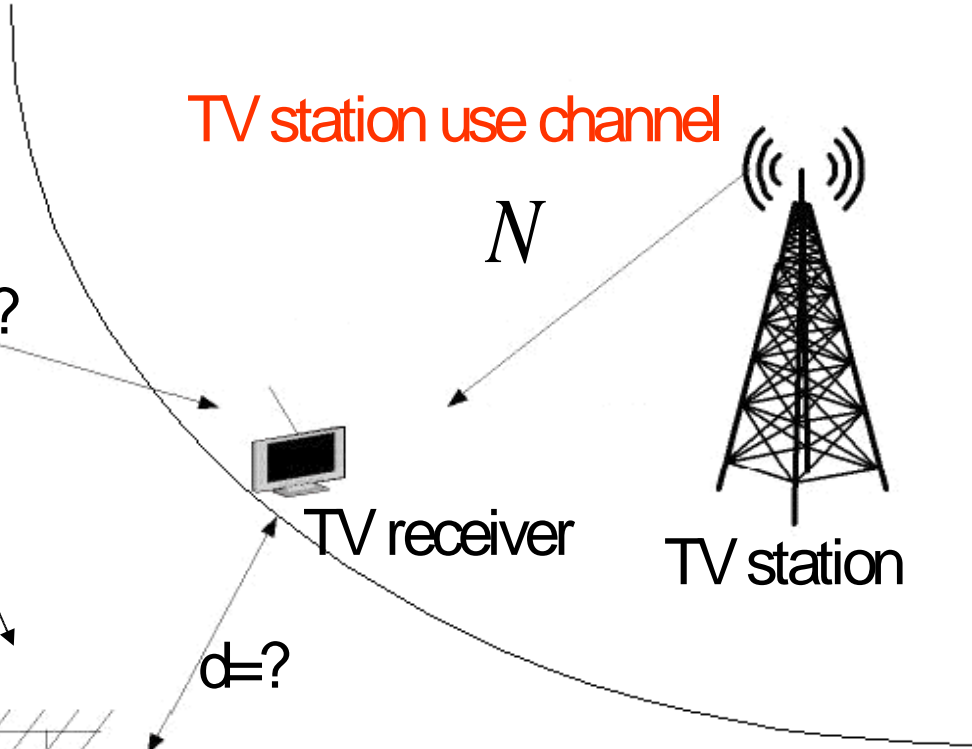 TV station use channel
N
?
TV receiver
TV station
d=?